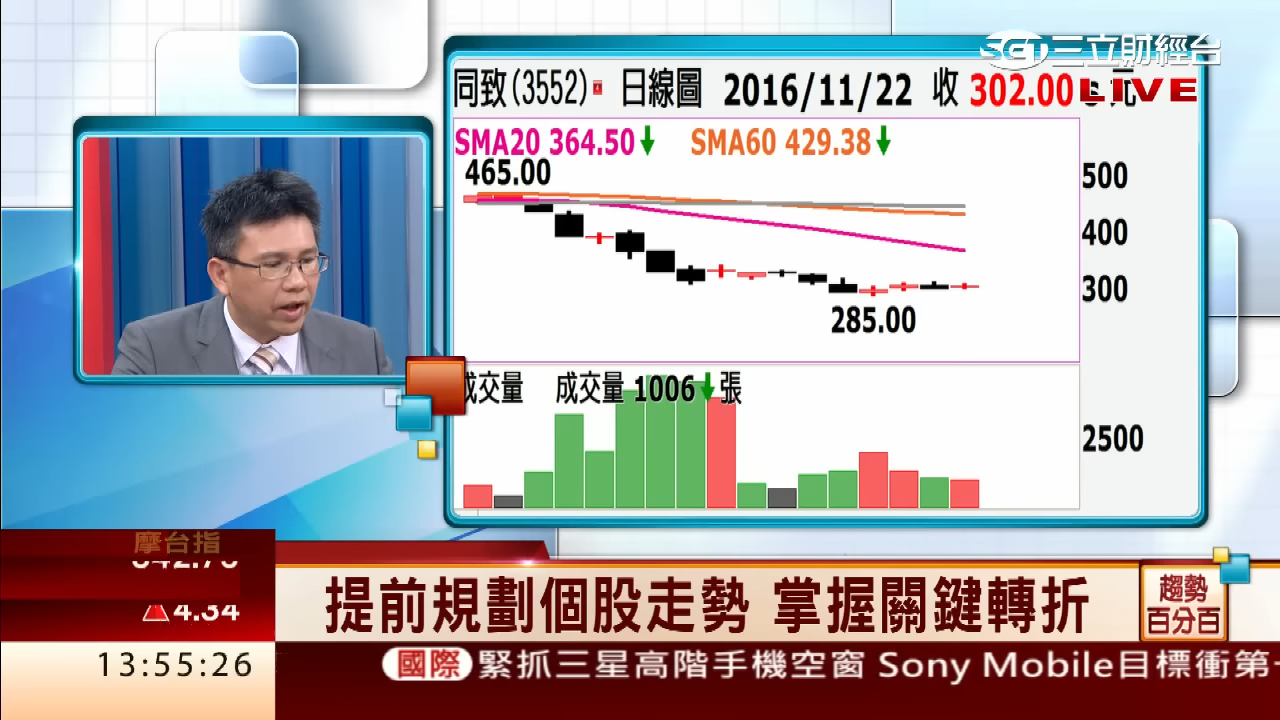 SET三立財經台
LIVE
同致(3552) 日線圖 2016/11/22 收 302.00 s 元
SMA20 364.50↓ SMA60 429.38↓
465.00
500
400
300
285.00
成交量 成交量 1006↓張
2500
摩台指
4.34
提前規劃個股走勢 掌握關鍵轉折
趨勢
百分百
13:55:26
國際 緊抓三星高階手機空窗 Sony Mobile目標衝第